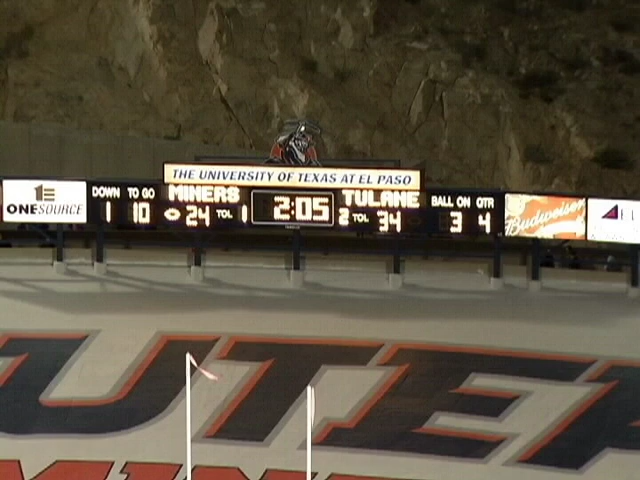 THE UNIVERSITY OF TEXAS AT EL PASO
ONESOURCE
DOWN TO GO
1 10
MINERS
24 TOL 1
2:05
TULANE
2 TOL 34
BALL ON QTR
3 4
Budweiser
UTEP